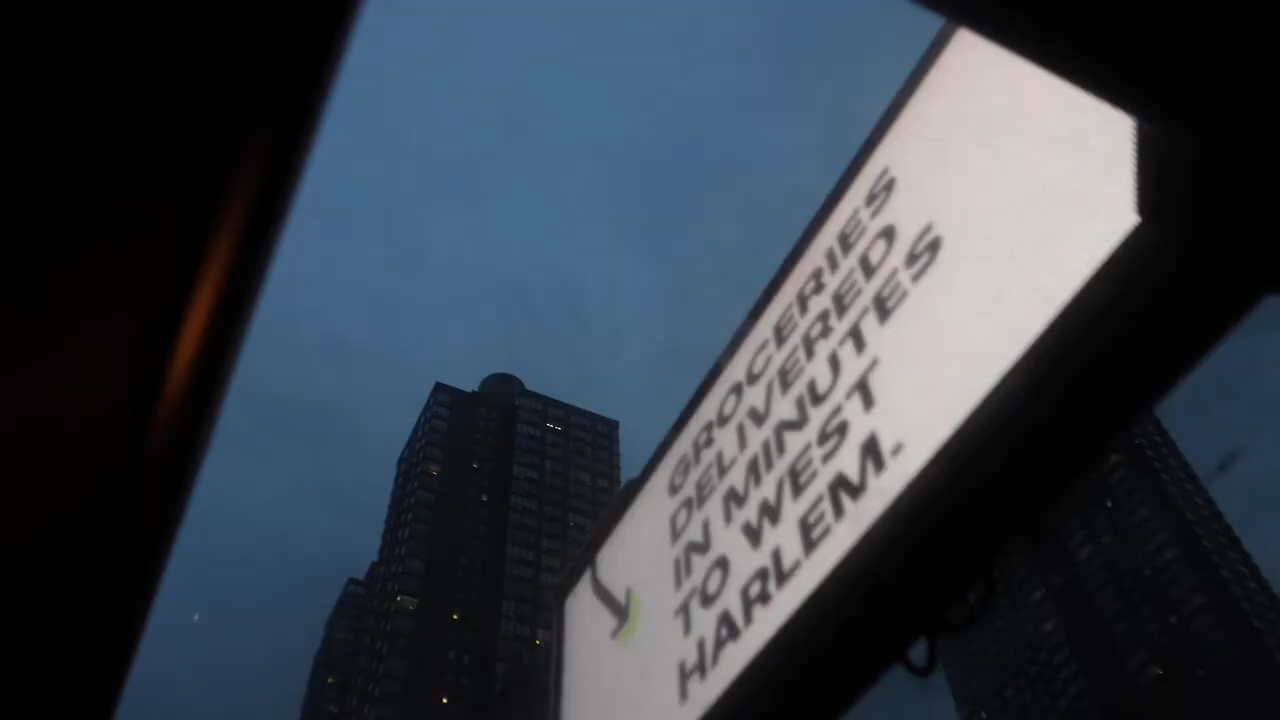 GROCERIES
DELIVERED
IN MINUTES
TO WEST
HARLEM.